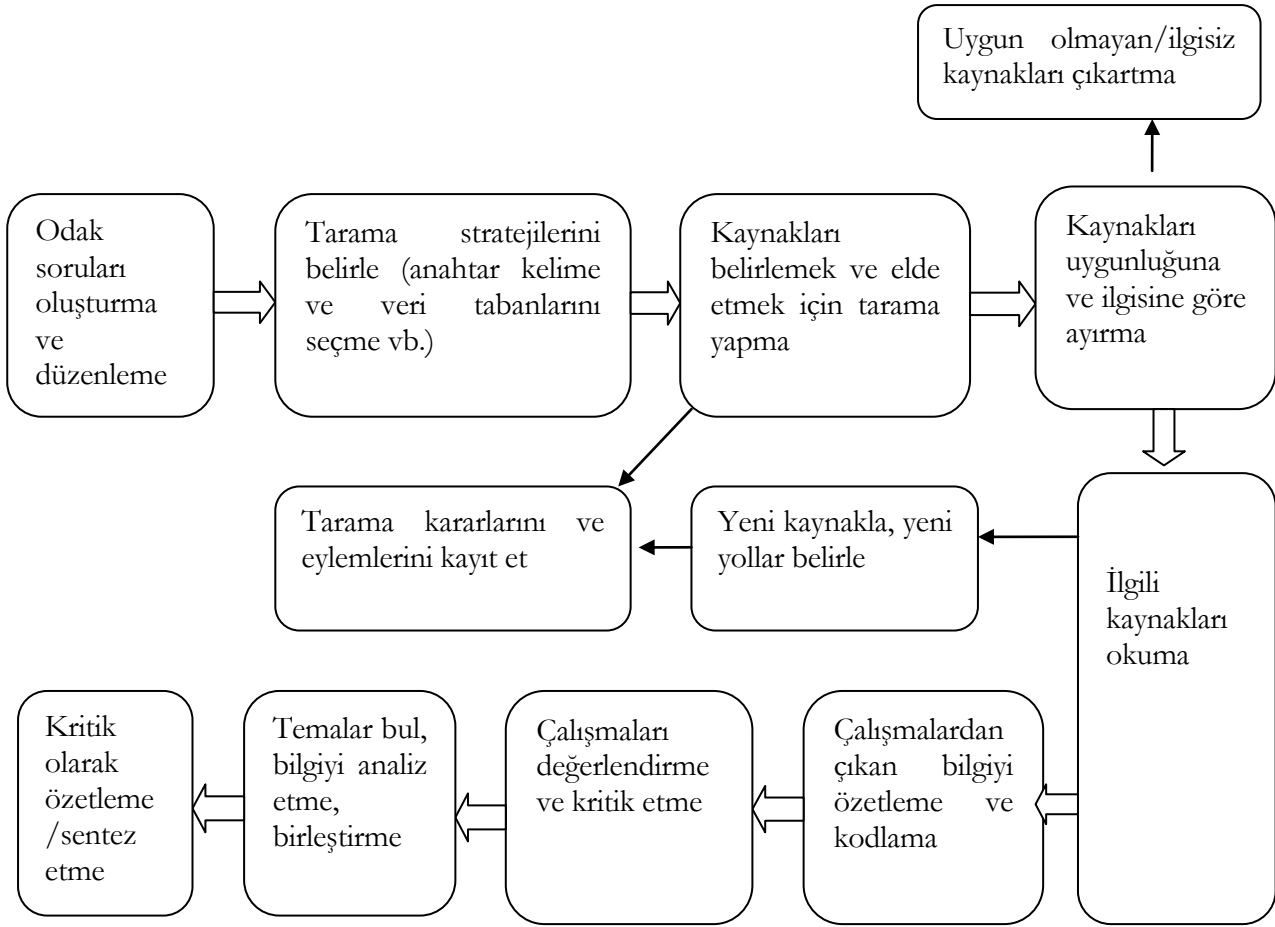 Uygun olmayan/ilgisiz
kaynakları çıkartma
Odak
soruları
oluşturma
ve
düzenleme
Tarama stratejilerini
belirle (anahtar kelime
ve veri tabanlarını
seçme vb.)
Kaynakları
belirlemek ve elde
etmek için tarama
yapma
Kaynakları
uygunluğuna
ve ilgisine göre
ayırma
Tarama kararlarını ve
eylemlerini kayıt et
Yeni kaynakla, yeni
yollar belirle
İlgili
kaynakları
okuma
Kritik
olarak
özetleme
/sentez
etme
Temalar bul,
bilgiyi analiz
etme,
birleştirme
Çalışmaları
değerlendirme
ve kritik etme
Çalışmalardan
çıkan bilgiyi
özetleme ve
kodlama